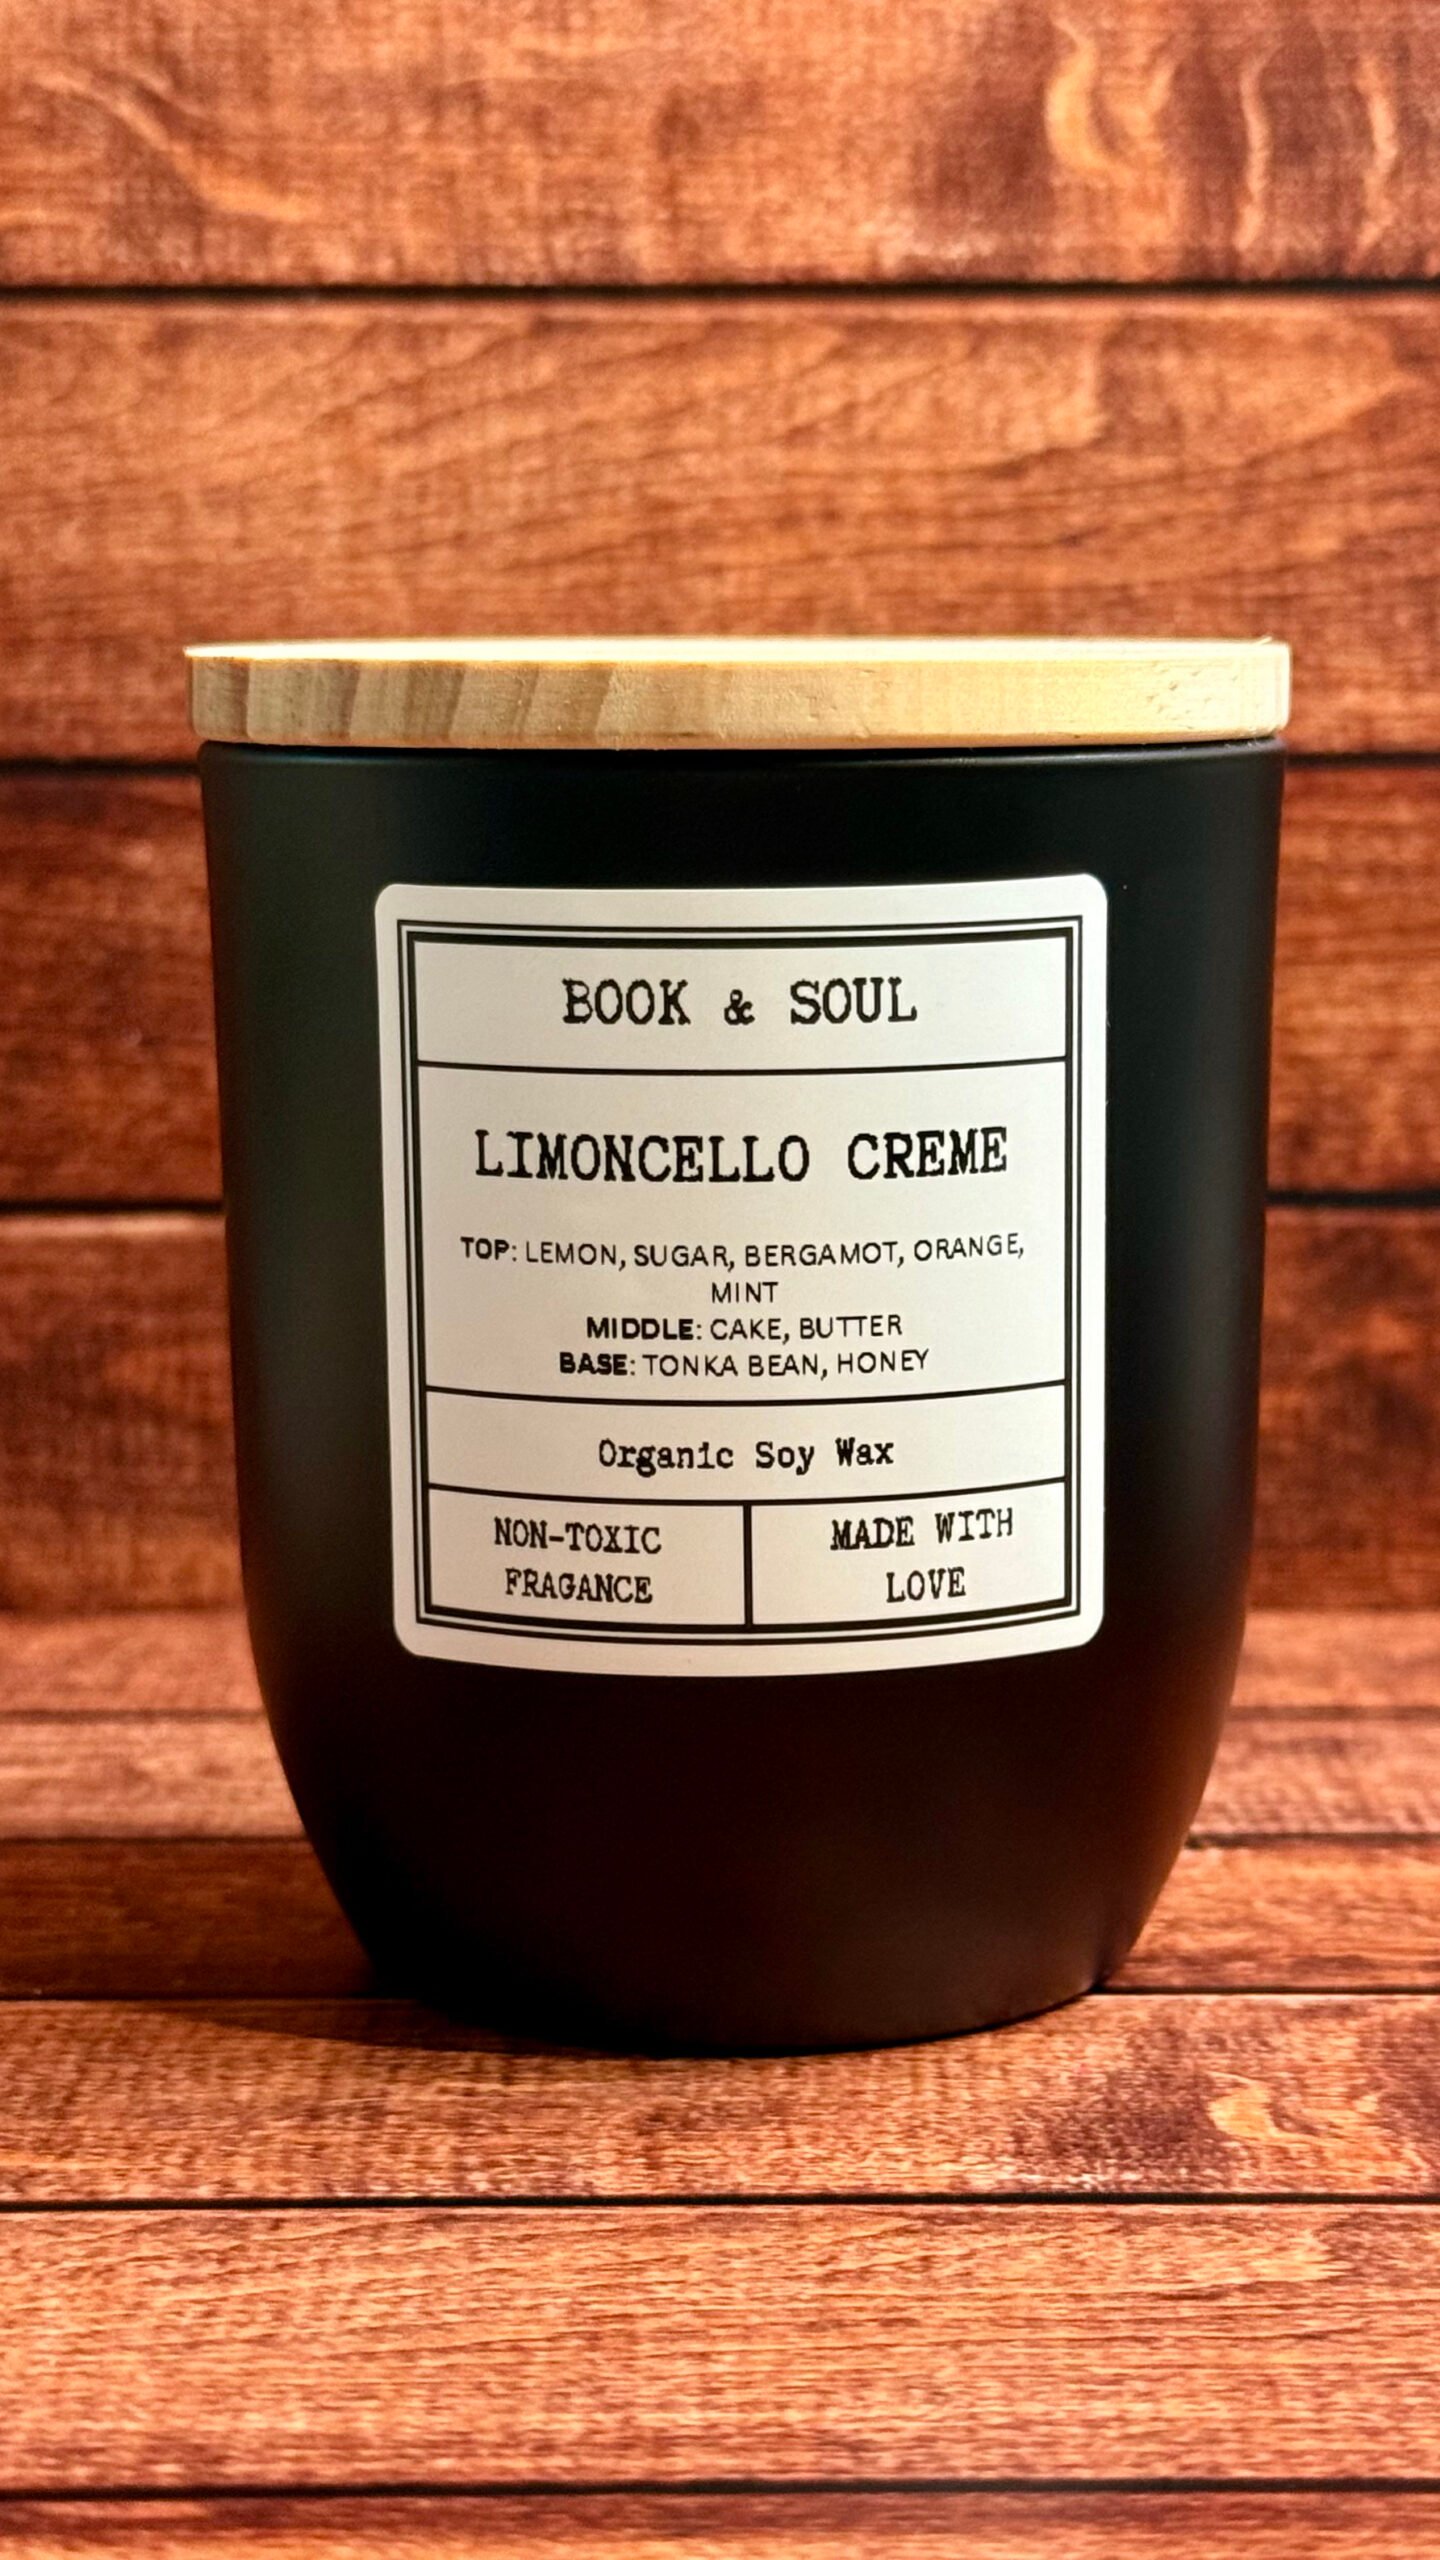 BOOK & SOUL
LIMONCELLO CREME
TOP: LEMON, SUGAR, BERGAMOT, ORANGE,
MINT
MIDDLE: CAKE, BUTTER
BASE: TONKA BEAN, HONEY
Organic Soy Wax
NON-TOXIC
FRAGANCE
MADE WITH
LOVE